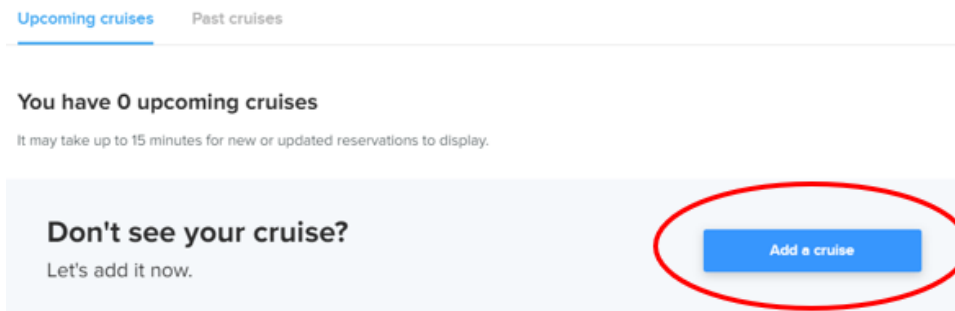 Upcoming cruises Past cruises
You have 0 upcoming cruises
It may take up to 15 minutes for new or updated reservations to display.
Don't see your cruise?
Let's add it now.
Add a cruise